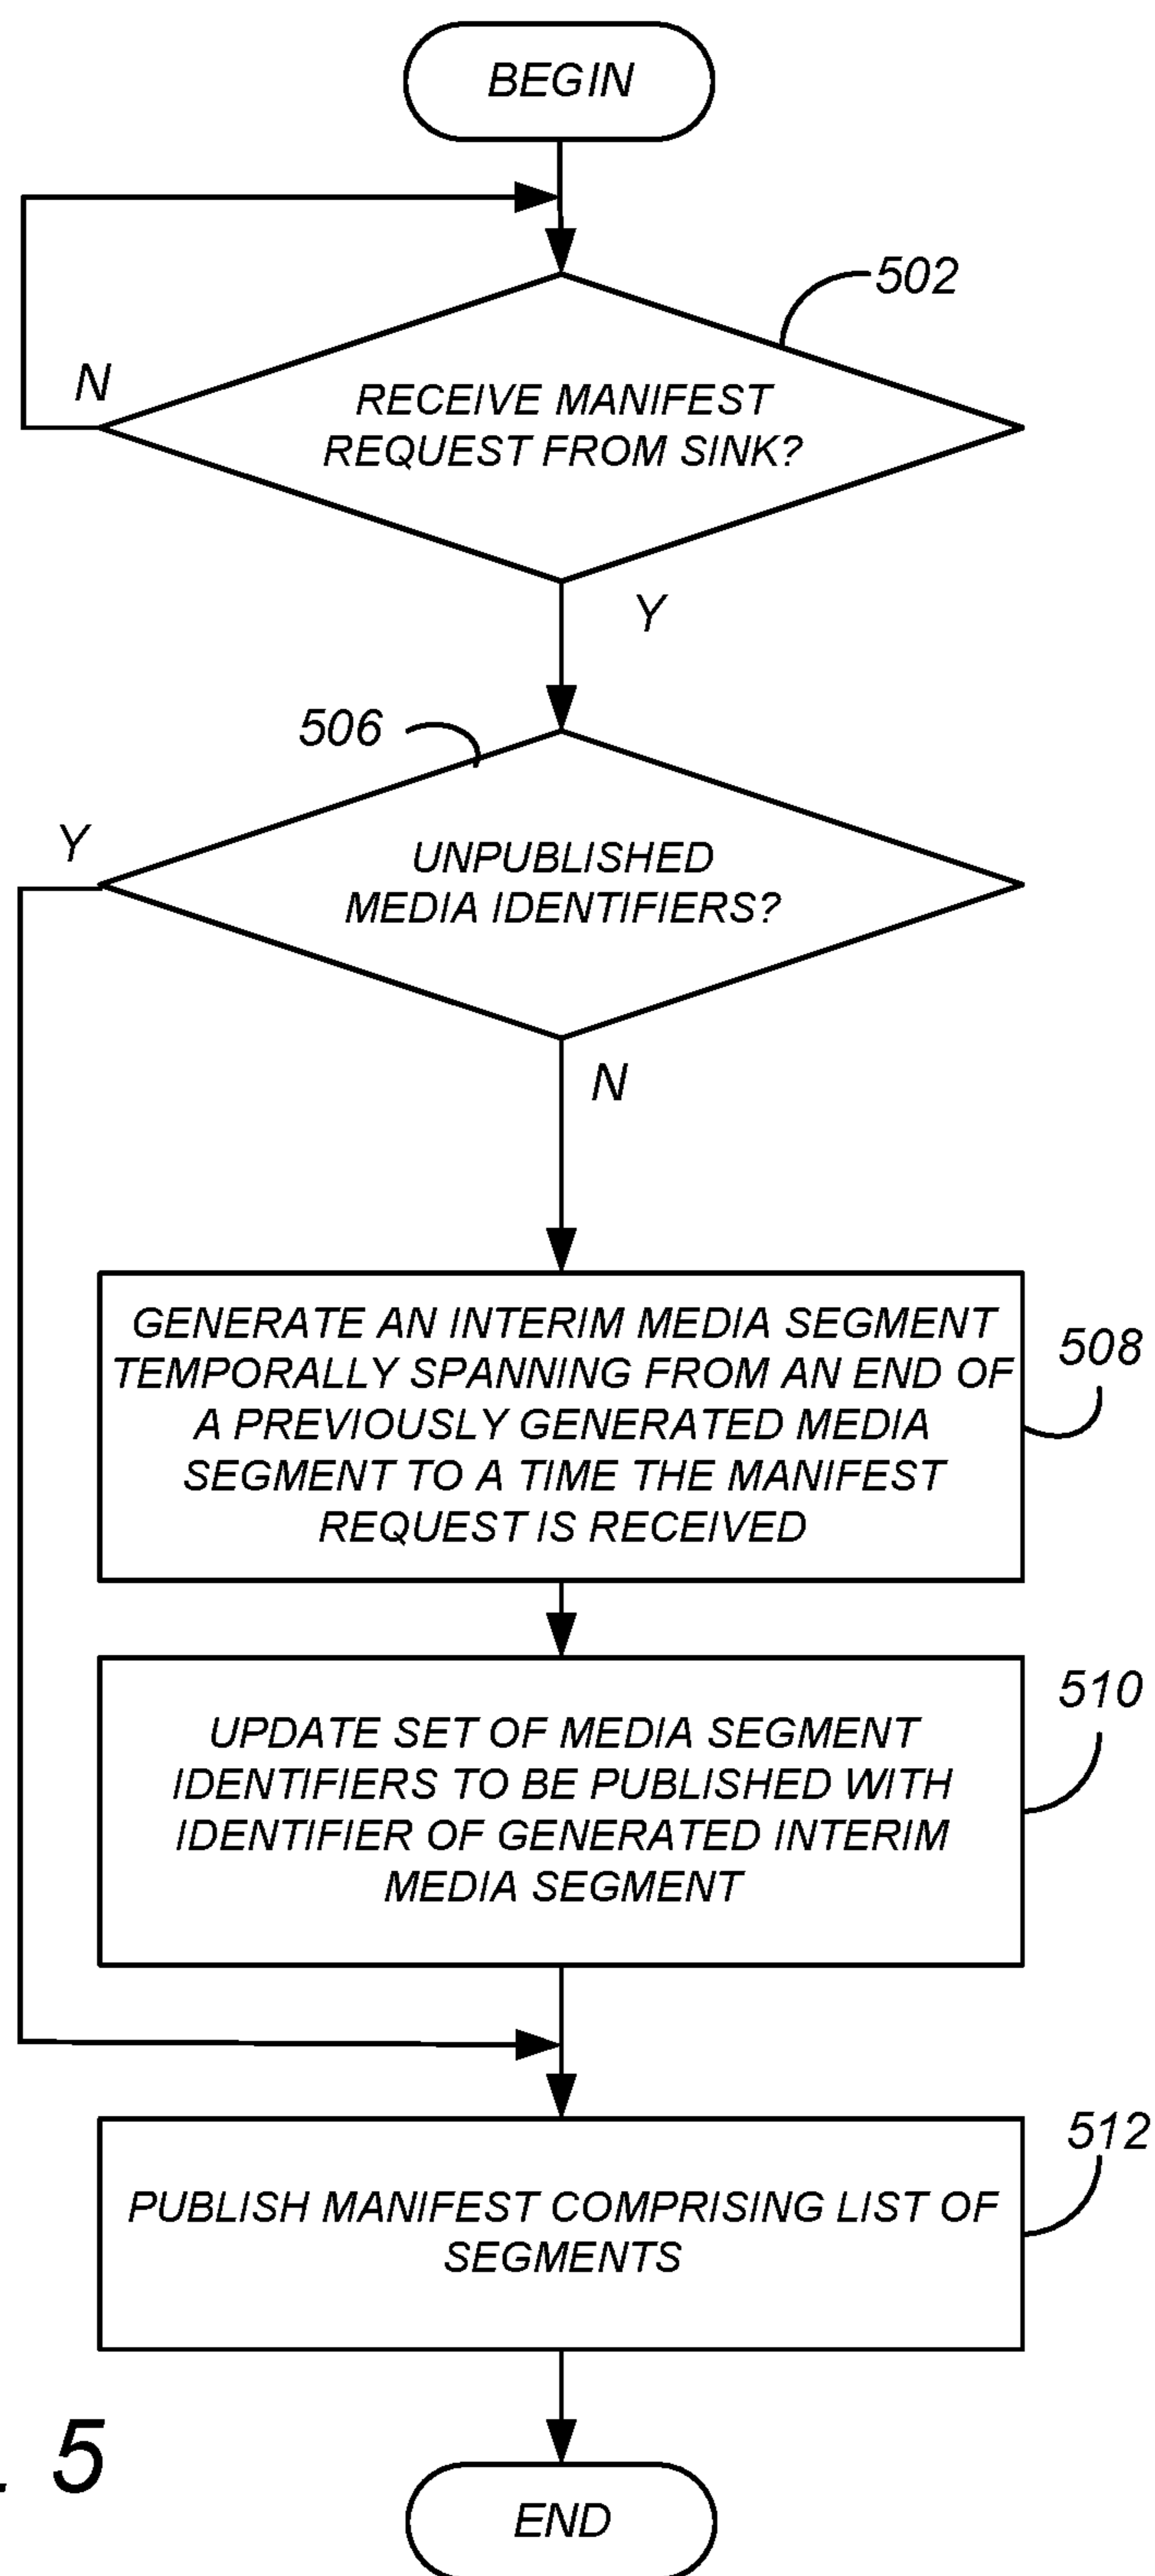 BEGIN
502
N
RECEIVE MANIFEST
REQUEST FROM SINK?
Y
506
Y
UNPUBLISHED
MEDIA IDENTIFIERS?
N
GENERATE AN INTERIM MEDIA SEGMENT
TEMPORALLY SPANNING FROM AN END OF
A PREVIOUSLY GENERATED MEDIA
SEGMENT TO A TIME THE MANIFEST
REQUEST IS RECEIVED
508
510
UPDATE SET OF MEDIA SEGMENT
IDENTIFIERS TO BE PUBLISHED WITH
IDENTIFIER OF GENERATED INTERIM
MEDIA SEGMENT
512
PUBLISH MANIFEST COMPRISING LIST OF
SEGMENTS
. 5
END